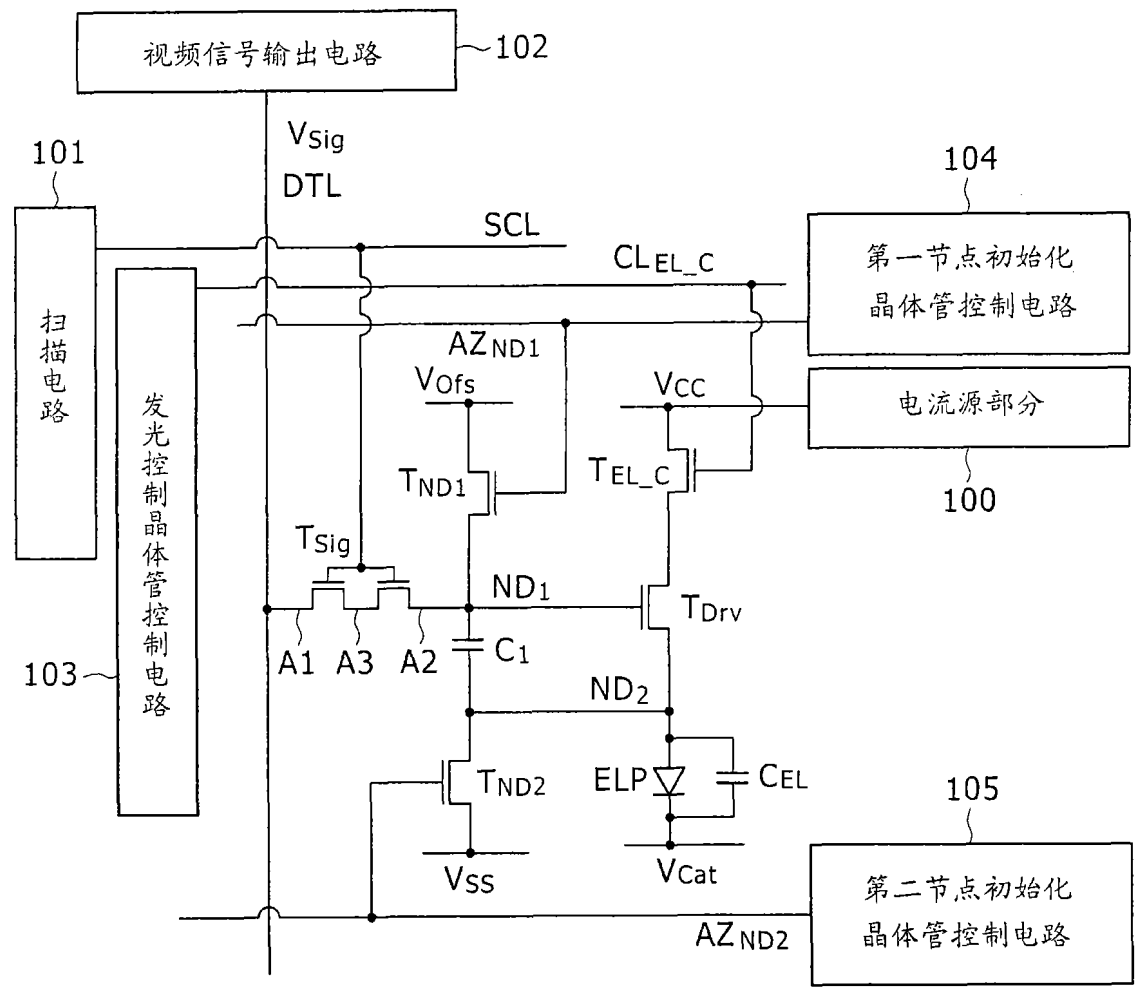 视频信号输出电路
102
VSig
DTL
101
扫描电路
SCL
CLEL_C
104
第一节点初始化
晶体管控制电路
AZND1
VOfs
VCC
电流源部分
100
发光控制晶体管控制电路
103
TND1
TEL_C
TSig
ND1
TDrv
A1
A3
A2
C1
ND2
TND2
ELP
CEL
VSS
VCat
105
第二节点初始化
晶体管控制电路
AZND2